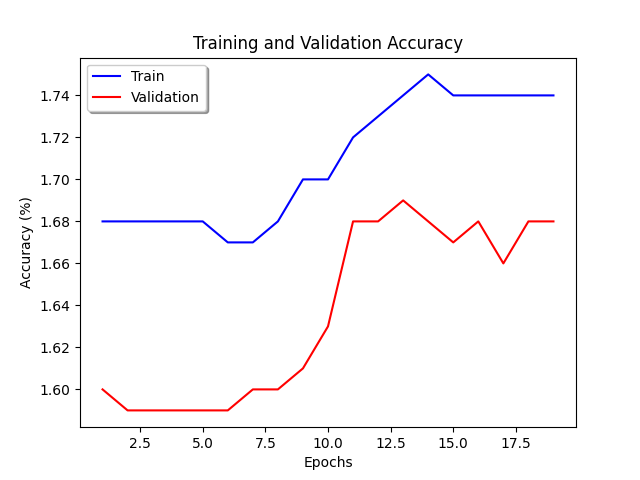 Training and Validation Accuracy
Train
Validation
1.74
1.72
1.70
1.68
1.66
1.64
1.62
1.60
Accuracy (%)
2.5 5.0 7.5 10.0 12.5 15.0 17.5
Epochs